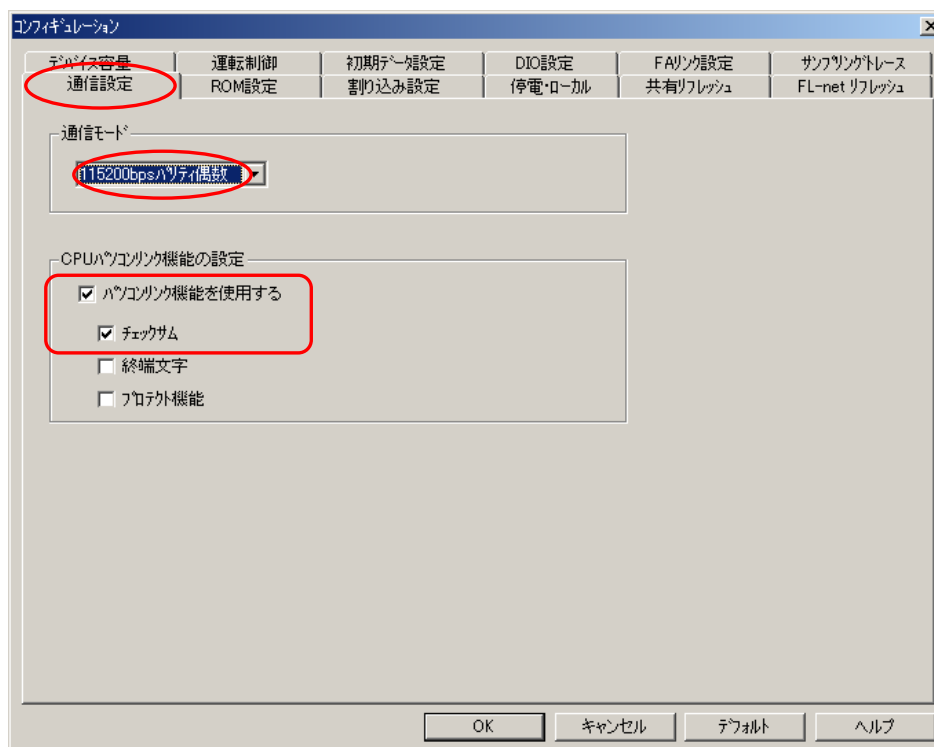 コンフィギュレーション
デバイス容量 運転制御 初期データ設定 DIO設定 FAリンク設定 サンプリングトレース
通信設定 ROM設定 割り込み設定 停電・ローカル 共有リフレッシュ FL-net リフレッシュ
通信モード
115200bpsパリティ偶数
CPUパソコンリンク機能の設定
パソコンリンク機能を使用する
チェックサム
終端文字
プロテクト機能
OK キャンセル デフォルト ヘルプ